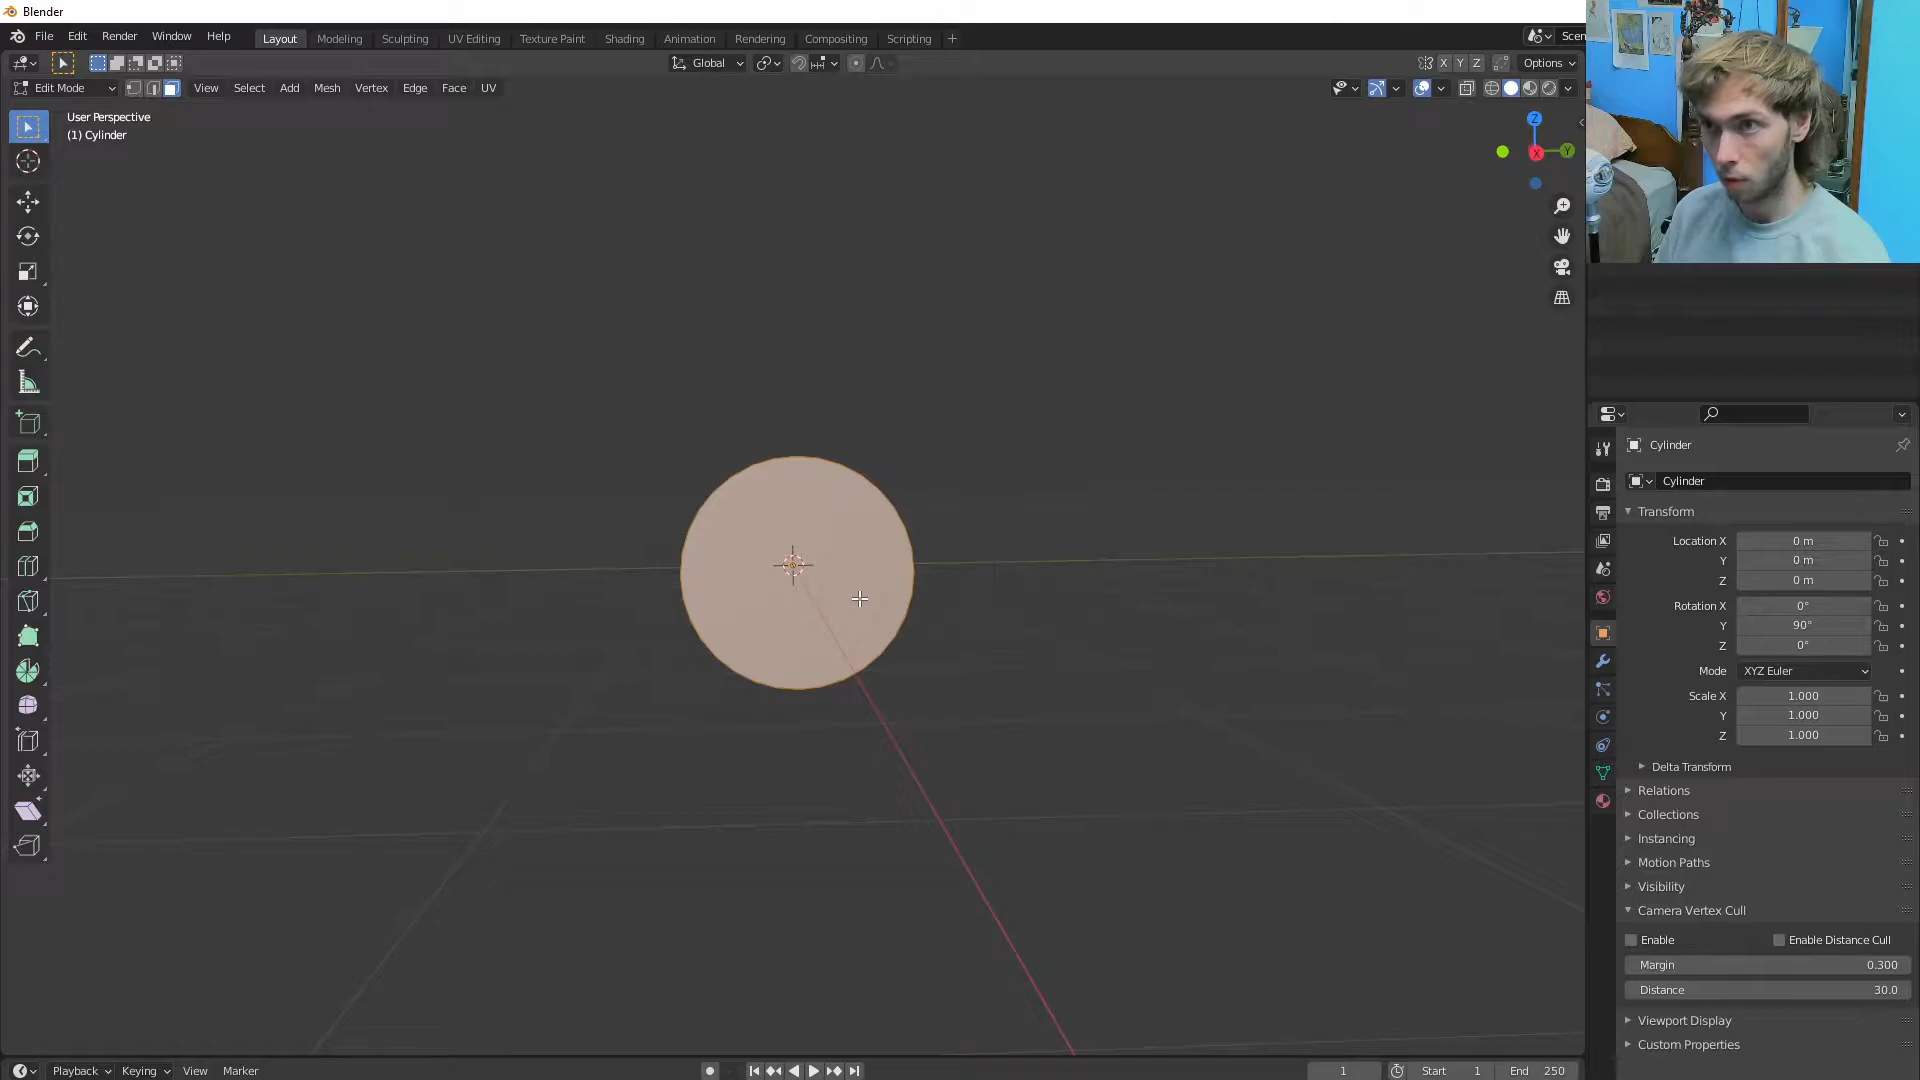 Blender
File Edit Render Window Help
Layout Modeling Sculpting UV Editing Texture Paint Shading Animation Rendering Compositing Scripting +
Scen
Global
X Y Z Options
Edit Mode View Select Add Mesh Vertex Edge Face UV
User Perspective
(1) Cylinder
Z
X
Y
Cylinder
Cylinder
Transform
Location X 0 m
Y 0 m
Z 0 m
Rotation X 0°
Y 90°
Z 0°
Mode XYZ Euler
Scale X 1.000
Y 1.000
Z 1.000
Delta Transform
Relations
Collections
Instancing
Motion Paths
Visibility
Camera Vertex Cull
Enable Enable Distance Cull
Margin 0.300
Distance 30.0
Viewport Display
Custom Properties
Playback Keying View Marker 1 Start 1 End 250